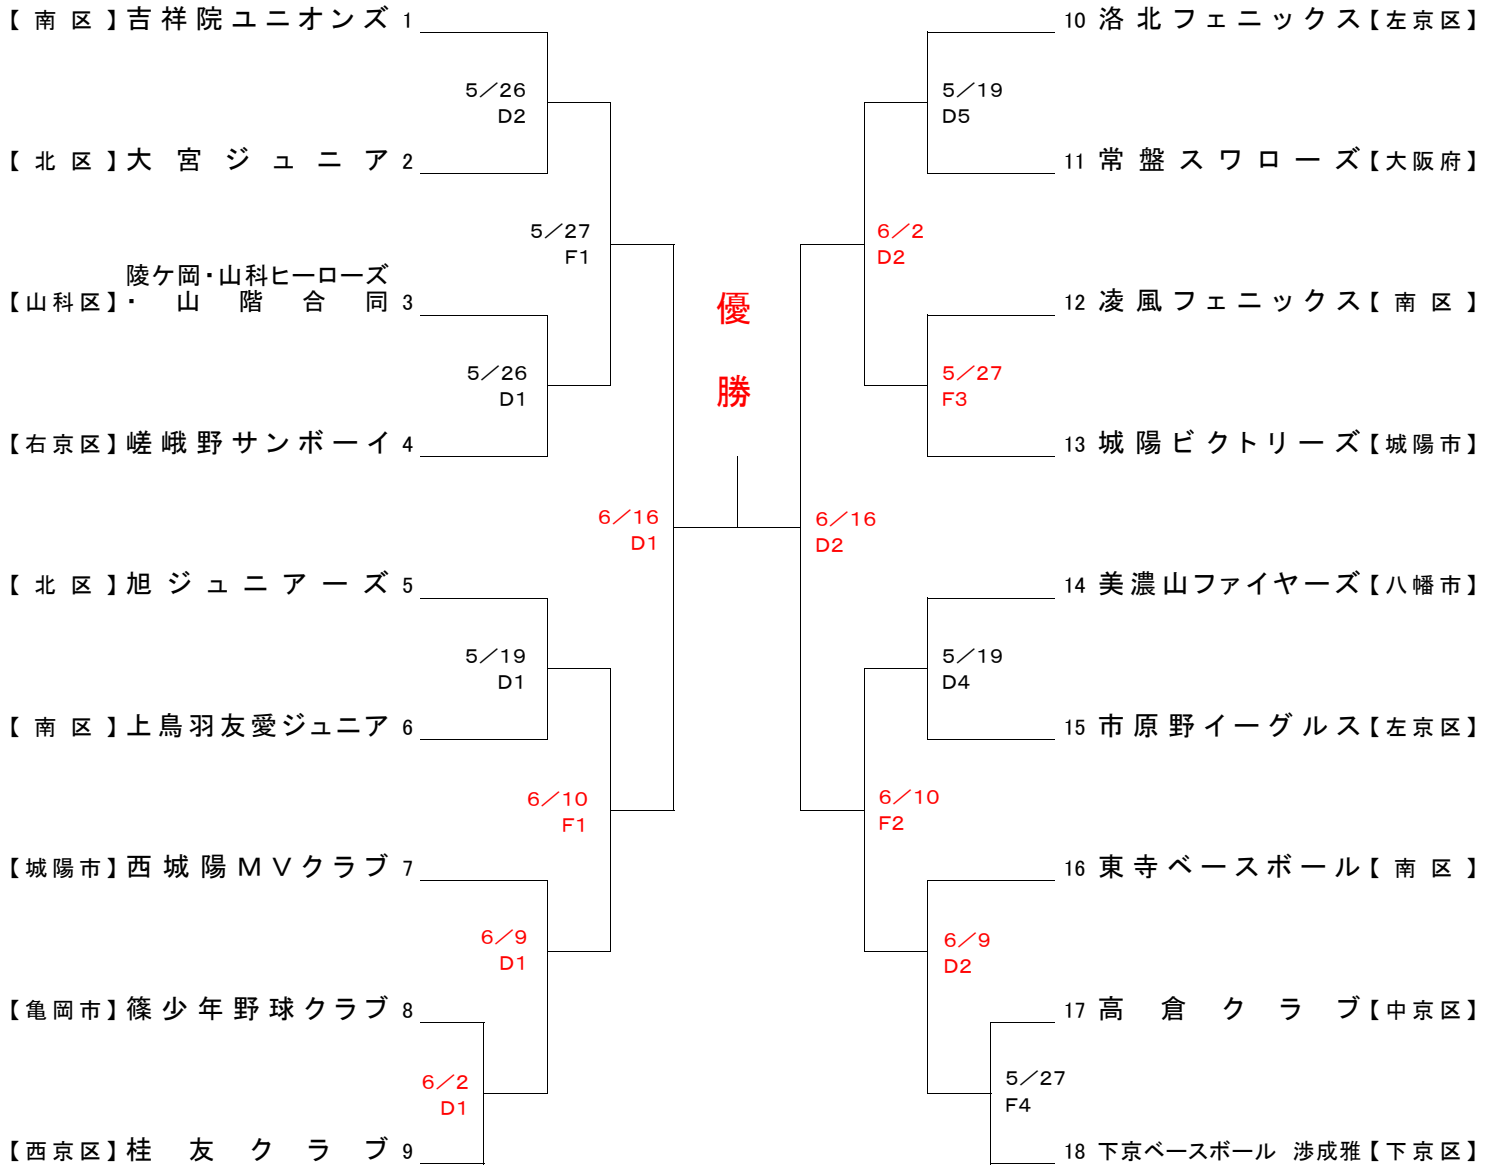 【南区】吉祥院ユニオンズ 1
5／26
D2
【北区】大宮ジュニア 2
5／27
F1
陵ケ岡・山科ヒーローズ
【山科区】・山階合同 3
5／26
D1
【右京区】嵯峨野サンボーイ 4
6／16
D1
【北区】旭ジュニアーズ 5
5／19
D1
【南区】上鳥羽友愛ジュニア 6
6／10
F1
【城陽市】西城陽ＭＶクラブ 7
6／9
D1
【亀岡市】篠少年野球クラブ 8
6／2
D1
【西京区】桂友クラブ 9
優
勝
10 洛北フェニックス【左京区】
5／19
D5
11 常盤スワローズ【大阪府】
6／2
D2
12 凌風フェニックス【南区】
5／27
F3
13 城陽ビクトリーズ【城陽市】
6／16
D2
14 美濃山ファイヤーズ【八幡市】
5／19
D4
15 市原野イーグルス【左京区】
6／10
F2
16 東寺ベースボール【南区】
6／9
D2
17 高倉クラブ【中京区】
5／27
F4
18 下京ベースボール 渉成雅【下京区】